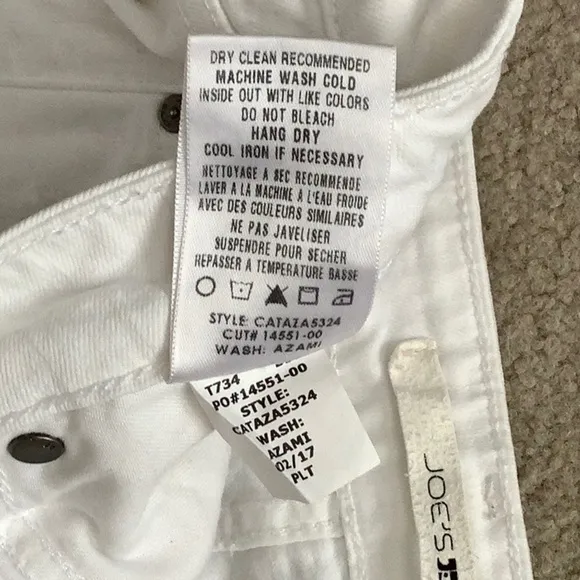 DRY CLEAN RECOMMENDED
MACHINE WASH COLD
INSIDE OUT WITH LIKE COLORS
DO NOT BLEACH
HANG DRY
COOL IRON IF NECESSARY
NETTOYAGE A SEC RECOMMENDE
LAVER A LA MACHINE A L'EAU FROIDE
AVEC DES COULEURS SIMILAIRES
NE PAS JAVELISER
SUSPENDRE POUR SECHER
REPASSER A TEMPERATURE BASSE
STYLE: CATAZA5324
CUT# 14551-00
WASH: AZAMI
T734
PO#14551-00
STYLE:
CATAZA5324
WASH:
AZAMI
02/17
PLT
JOE'S